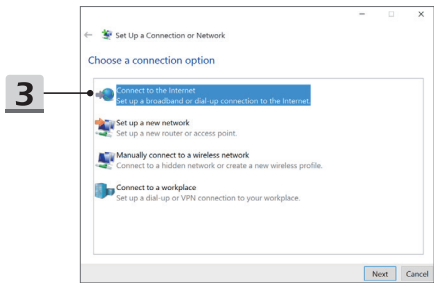 Set Up a Connection or Network
Choose a connection option
3
Connect to the Internet
Set up a broadband or dial-up connection to the Internet.
Set up a new network
Set up a new router or access point.
Manually connect to a wireless network
Connect to a hidden network or create a new wireless profile.
Connect to a workplace
Set up a dial-up or VPN connection to your workplace.
Next Cancel